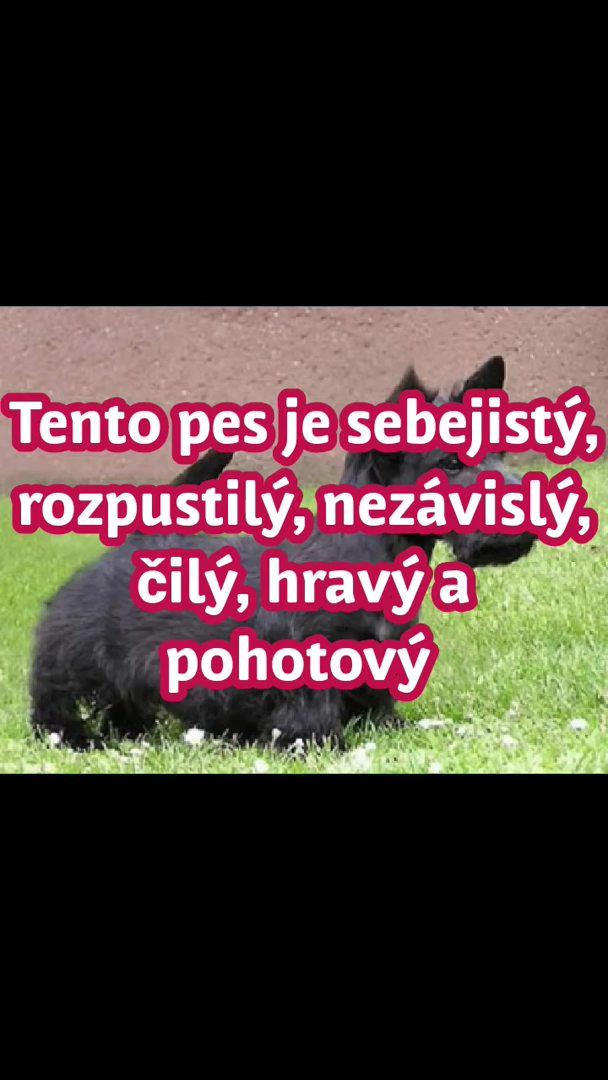 Tento pes je sebejistý,
rozpustilý, nezávislý,
čilý, hravý a
pohotový